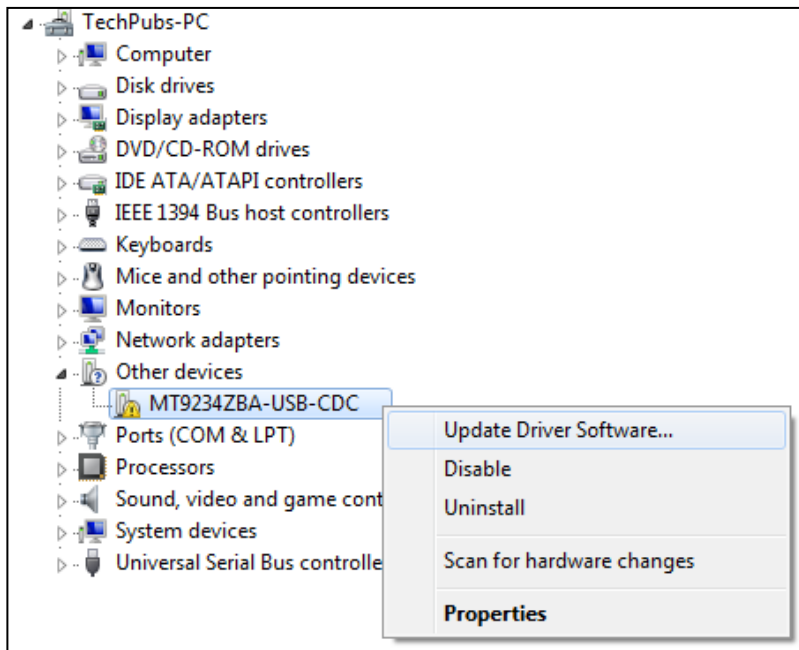 TechPubs-PC
Computer
Disk drives
Display adapters
DVD/CD-ROM drives
IDE ATA/ATAPI controllers
IEEE 1394 Bus host controllers
Keyboards
Mice and other pointing devices
Monitors
Network adapters
Other devices
MT9234ZBA-USB-CDC
Ports (COM & LPT)
Processors
Sound, video and game cont
System devices
Universal Serial Bus controlle
Update Driver Software...
Disable
Uninstall
Scan for hardware changes
Properties